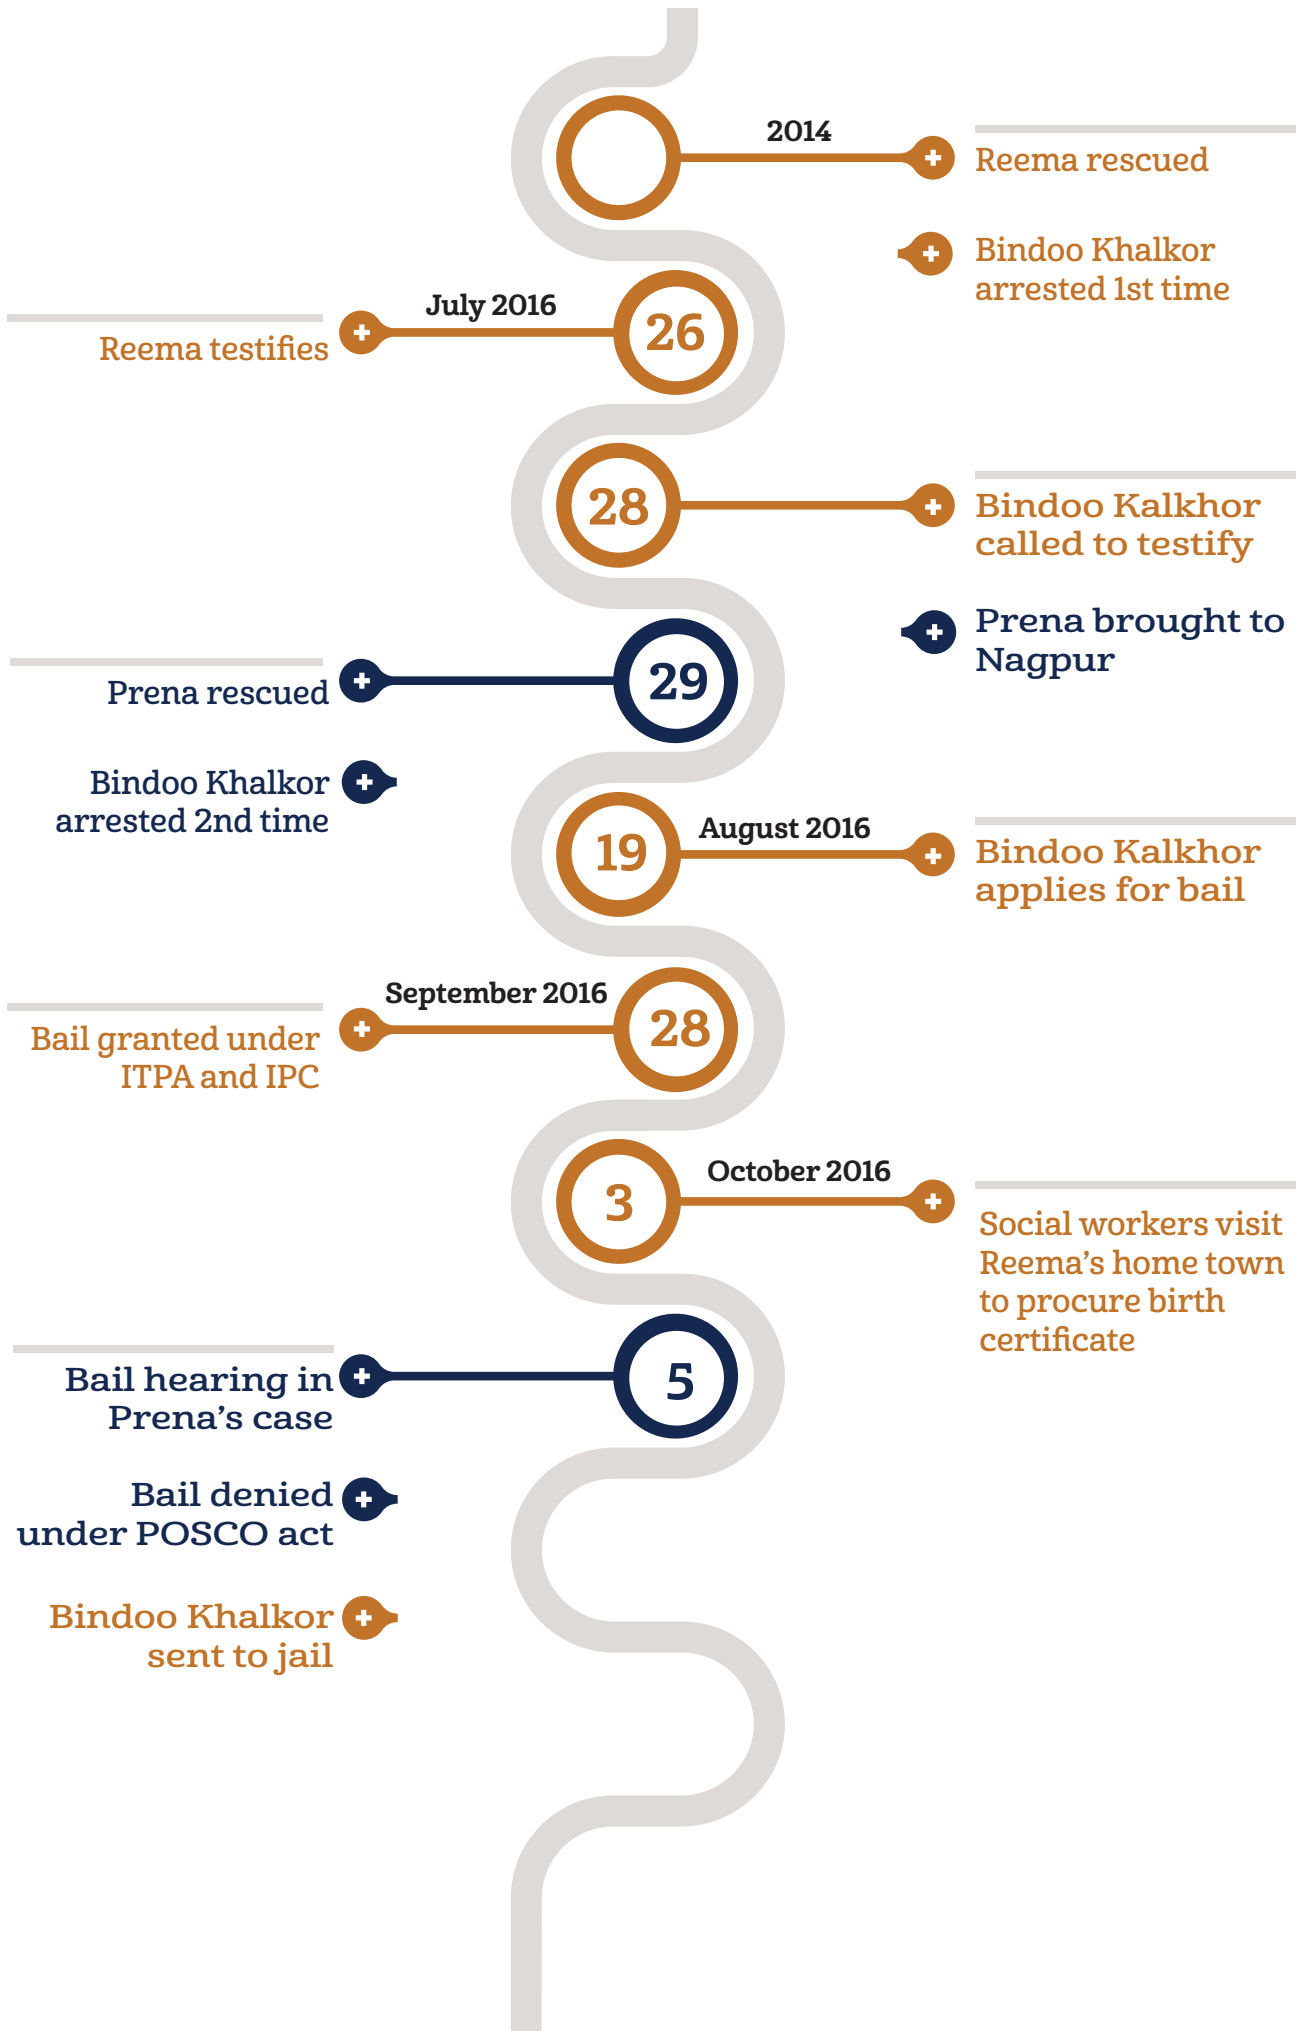 2014
Reema rescued
Bindoo Khalkor
arrested 1st time
July 2016
26
Reema testifies
28
Bindoo Kalkhor
called to testify
Prena brought to
Nagpur
29
Prena rescued
Bindoo Khalkor
arrested 2nd time
19
August 2016
Bindoo Kalkhor
applies for bail
September 2016
28
Bail granted under
ITPA and IPC
3
October 2016
Social workers visit
Reema’s home town
to procure birth
certificate
5
Bail hearing in
Prena’s case
Bail denied
under POSCO act
Bindoo Khalkor
sent to jail